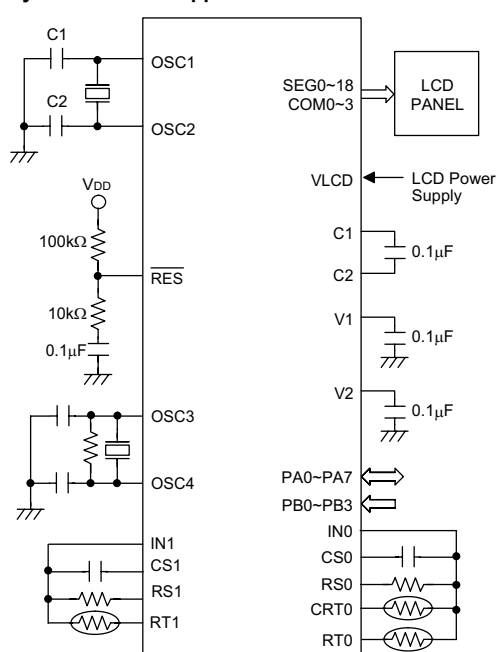 C1
OSC1
C2
OSC2
VDD
100kΩ
RES
10kΩ
0.1μF
OSC3
OSC4
IN1
CS1
RS1
RT1
SEG0~18
COM0~3
LCD
PANEL
VLCD
LCD Power
Supply
C1
0.1μF
C2
V1
0.1μF
V2
0.1μF
PA0~PA7
PB0~PB3
IN0
CS0
RS0
CRT0
RT0